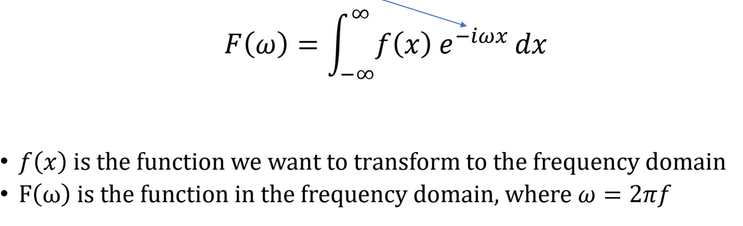 F(ω) = ∫_{-∞}^{∞} f(x) e^{-iωx} dx
• f(x) is the function we want to transform to the frequency domain
• F(ω) is the function in the frequency domain, where ω = 2πf